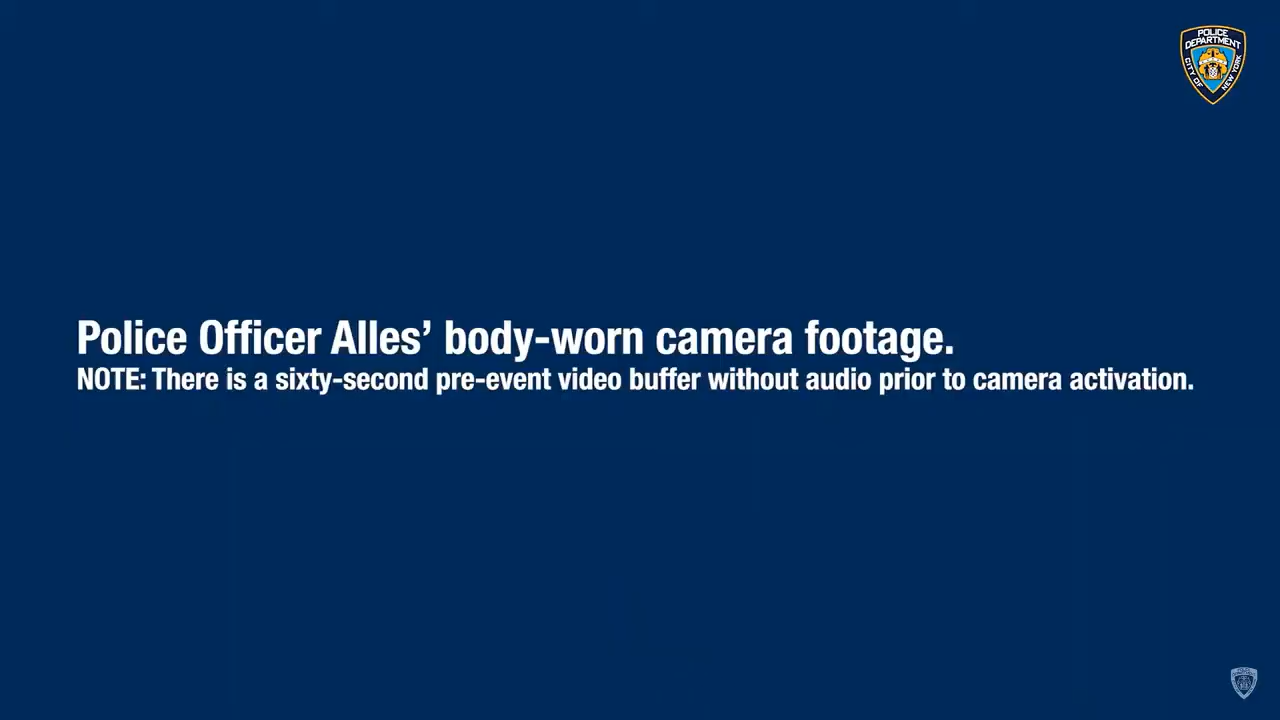 POLICE
DEPARTMENT
CITY OF NEW YORK
Police Officer Alles’ body-worn camera footage.
NOTE: There is a sixty-second pre-event video buffer without audio prior to camera activation.